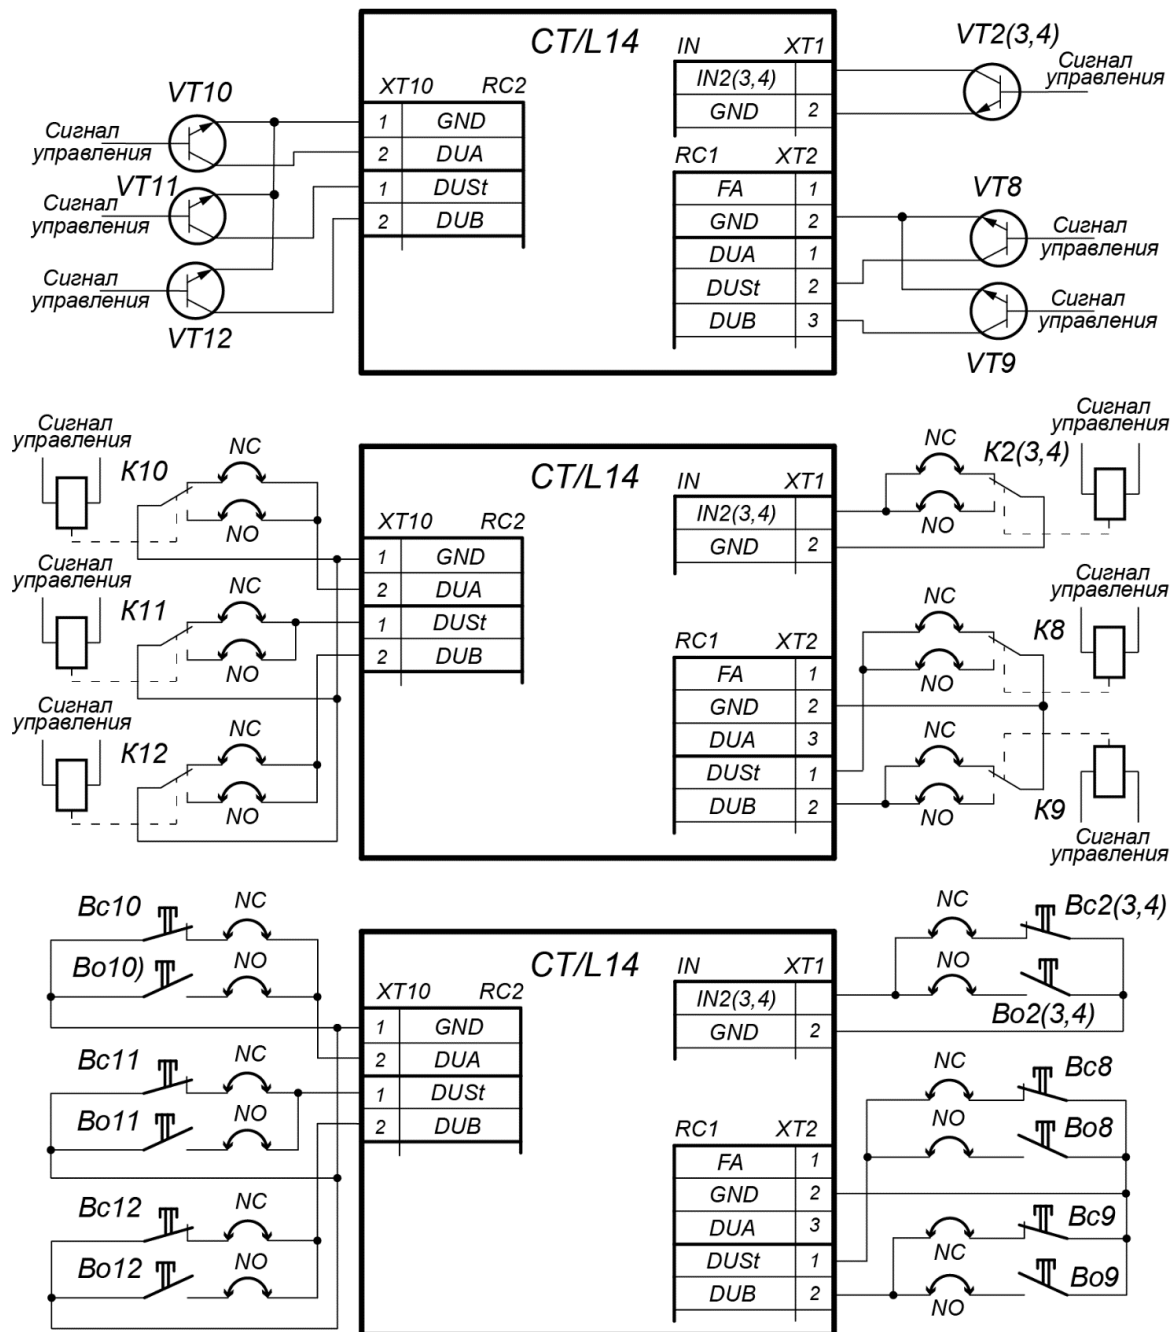 CT/L14
VT10
Сигнал
управления
VT11
Сигнал
управления
Сигнал
управления
VT12
XT10 RC2
1 GND
2 DUA
1 DUSt
2 DUB
IN XT1
IN2(3,4)
GND 2
RC1 XT2
FA 1
GND 2
DUA 1
DUSt 2
DUB 3
VT2(3,4)
Сигнал
управления
VT8
Сигнал
управления
Сигнал
управления
VT9
CT/L14
Сигнал
управления
K10
NC
NO
Сигнал
управления
K11
NC
NO
Сигнал
управления
K12
NC
NO
XT10 RC2
1 GND
2 DUA
1 DUSt
2 DUB
IN XT1
IN2(3,4)
GND 2
RC1 XT2
FA 1
GND 2
DUA 3
DUSt 1
DUB 2
Сигнал
управления
NC
K2(3,4)
NO
Сигнал
управления
NC
K8
NO
NC
K9
NO
Сигнал
управления
CT/L14
Bc10
NC
Bo10)
NO
Bc11
NC
Bo11
NO
Bc12
NC
Bo12
NO
XT10 RC2
1 GND
2 DUA
1 DUSt
2 DUB
IN XT1
IN2(3,4)
GND 2
RC1 XT2
FA 1
GND 2
DUA 3
DUSt 1
DUB 2
NC
Bc2(3,4)
NO
Bo2(3,4)
NC
Bc8
NO
Bo8
Bc9
NC
Bo9
NO